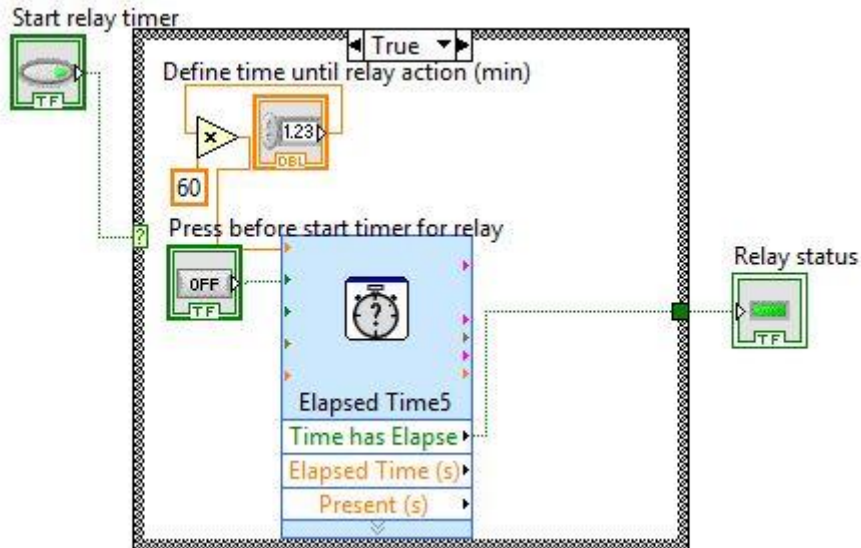 Start relay timer
TF
True
Define time until relay action (min)
1.23
DBL
60
Press before start timer for relay
OFF
TF
?
?
Relay status
TF
Elapsed Time5
Time has Elapse
Elapsed Time (s)
Present (s)